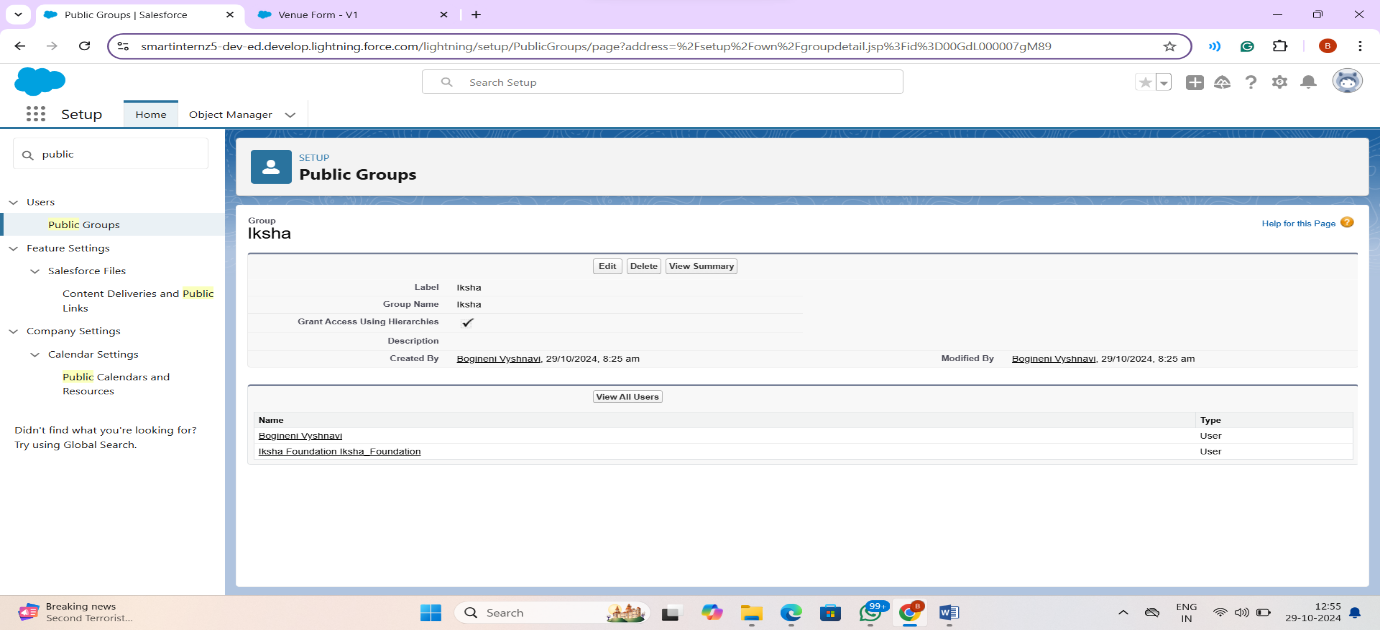 Public Groups | Salesforce
Venue Form - V1
smartinternz5-dev-ed.develop.lightning.force.com/lightning/setup/PublicGroups/page?address=%2Fsetup%2Fown%2Fgroupdetail.jsp%3Fid%3D00GdL000007gM89
B
Search Setup
Setup
Home
Object Manager
public
Users
Public Groups
Feature Settings
Salesforce Files
Content Deliveries and Public
Links
Company Settings
Calendar Settings
Public Calendars and
Resources
Didn't find what you're looking for?
Try using Global Search.
SETUP
Public Groups
Group
Iksha
Help for this Page
Edit Delete View Summary
Label Iksha
Group Name Iksha
Grant Access Using Hierarchies
Description
Created By Bogineni Vyshnavi, 29/10/2024, 8:25 am Modified By Bogineni Vyshnavi, 29/10/2024, 8:25 am
View All Users
Name Type
Bogineni Vyshnavi User
Iksha Foundation Iksha_Foundation User
Breaking news
Second Terrorist...
Search
99+
B
ENG
IN
12:55
29-10-2024